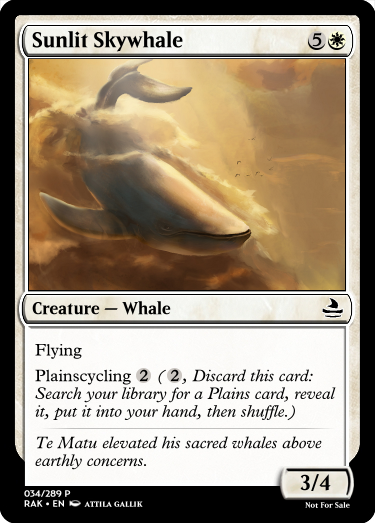 Sunlit Skywhale 5
Creature — Whale
Flying
Plainscycling 2 (2, Discard this card:
Search your library for a Plains card, reveal
it, put it into your hand, then shuffle.)
Te Matu elevated his sacred whales above
earthly concerns.
3/4
034/289 P
RAK • EN ATTILA GALLIK
Not For Sale